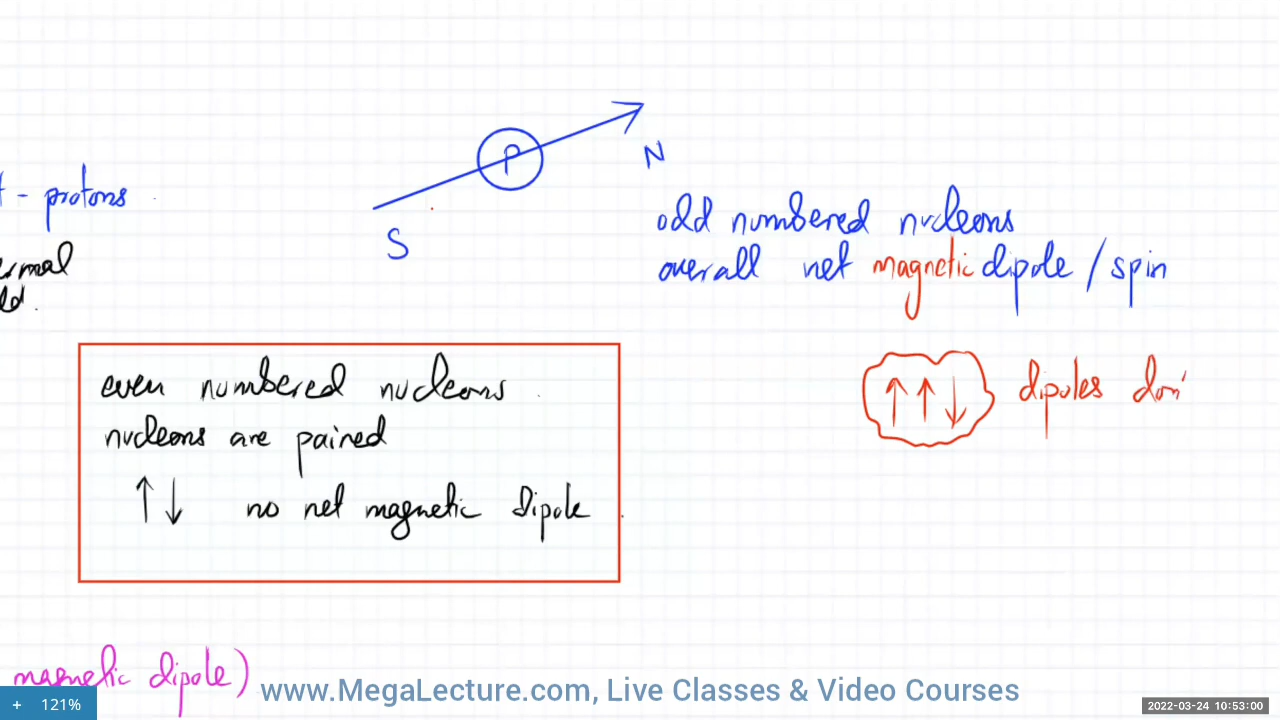 P
N
S
- protons
odd numbered nucleons
overall net magnetic dipole / spin
even numbered nucleons
nucleons are paired
no net magnetic dipole
dipoles don'
magnetic dipole)
www.MegaLecture.com, Live Classes & Video Courses
+ 121%
2022-03-24 10:53:00